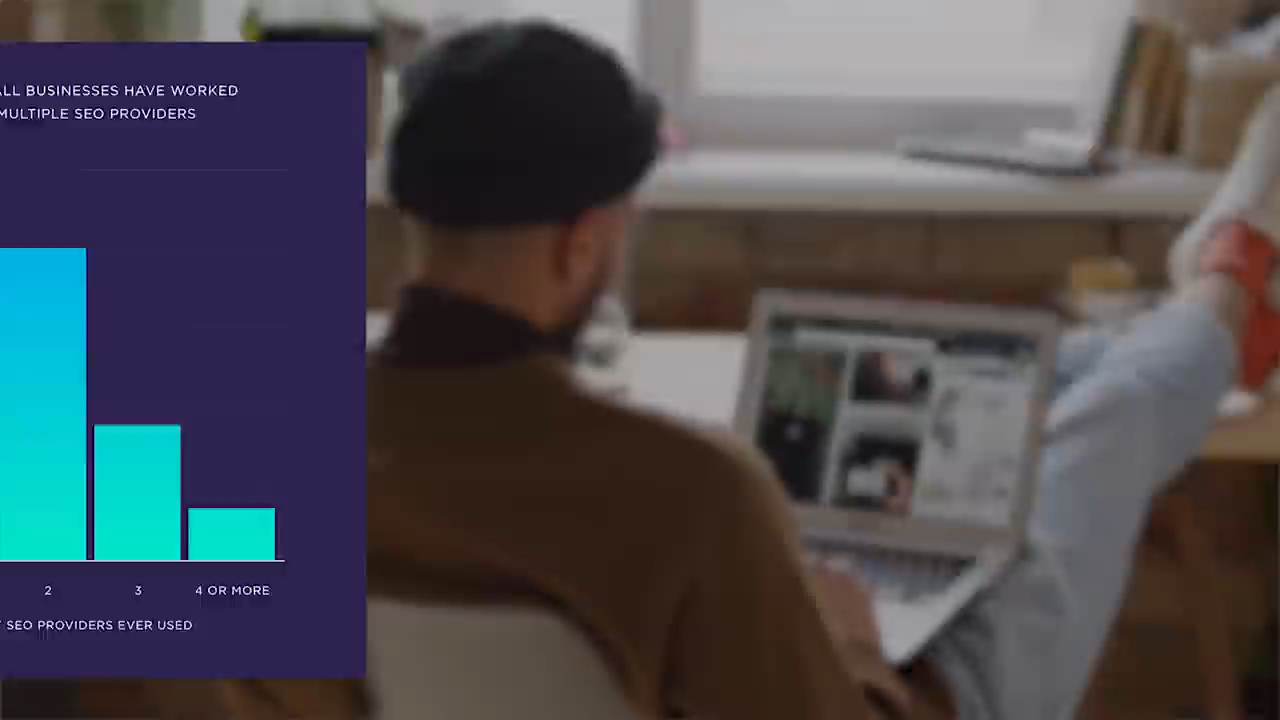 ALL BUSINESSES HAVE WORKED
MULTIPLE SEO PROVIDERS
2 3 4 OR MORE
SEO PROVIDERS EVER USED